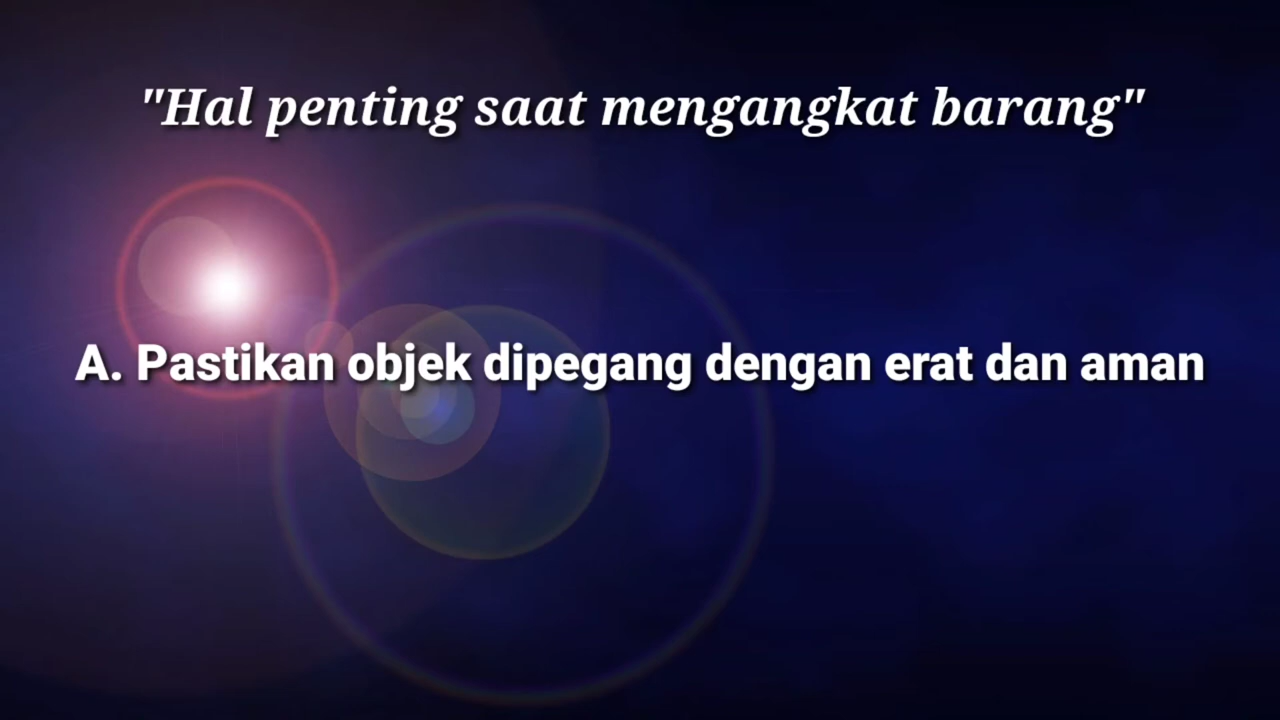 "Hal penting saat mengangkat barang"
A. Pastikan objek dipegang dengan erat dan aman